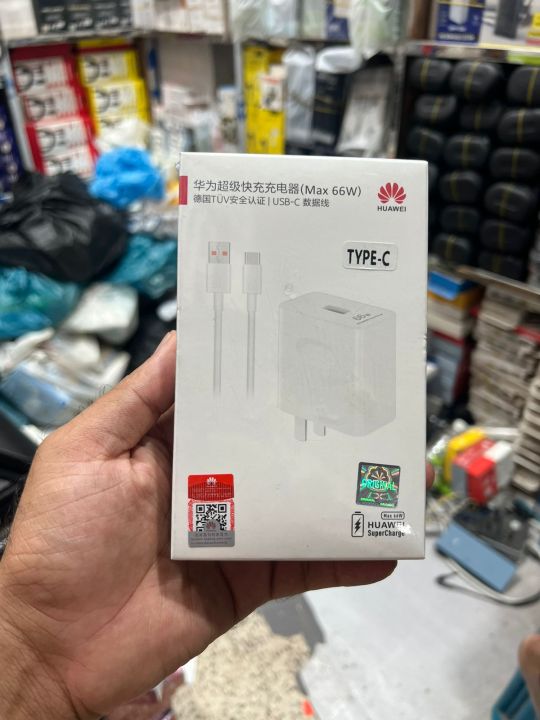 华为超级快充充电器(Max 66W)
德国TÜV安全认证 | USB-C 数据线
HUAWEI
TYPE-C
66W
ORIGINAL
Max 66W
HUAWEI
SuperCharge